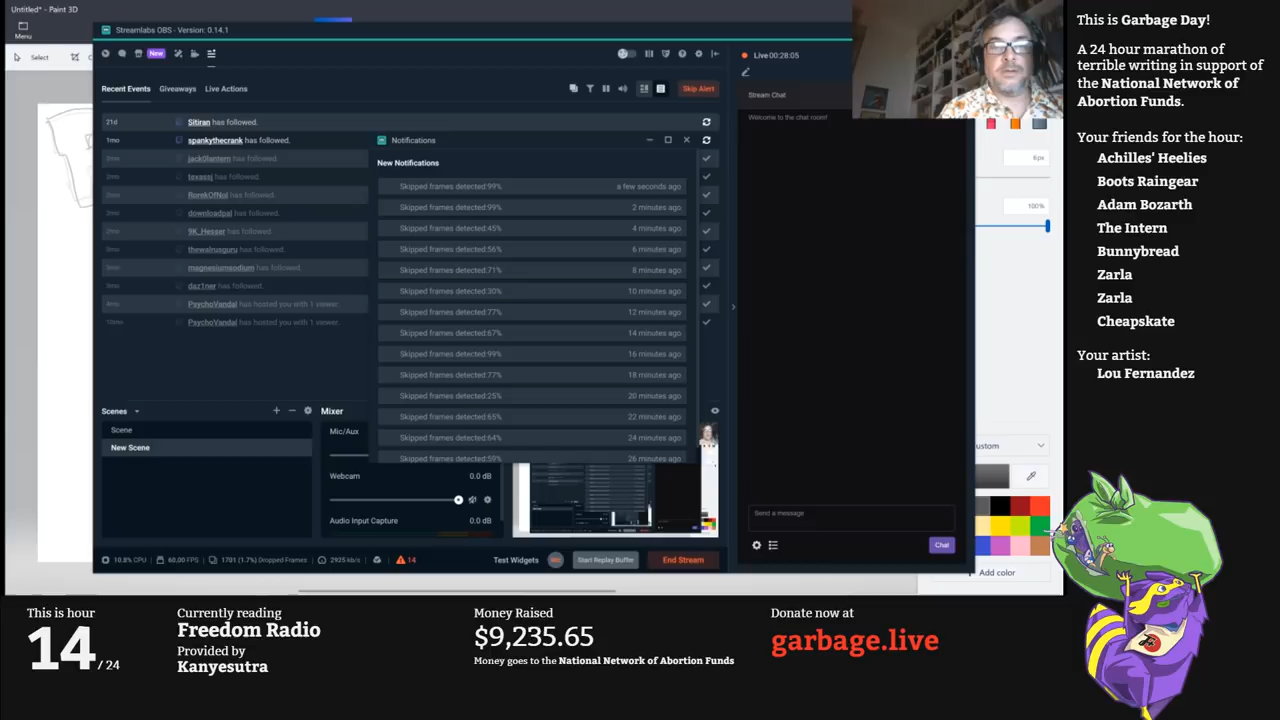 Untitled* - Paint 3D
Menu
Select
Streamlabs OBS - Version: 0.14.1
New
Recent Events Giveaways Live Actions
Skip Alert
21d Sitiran has followed.
1mo spankythecrank has followed.
jack0lantern has followed.
texassj has followed.
RorekOfNol has followed.
downloadpal has followed.
9K_Hesser has followed.
thewalrusguru has followed.
magnesiumsodium has followed.
daz1ner has followed.
PsychoVandal has hosted you with 1 viewer.
PsychoVandal has hosted you with 1 viewer.
Notifications
New Notifications
Skipped frames detected:99% a few seconds ago
Skipped frames detected:99% 2 minutes ago
Skipped frames detected:45% 4 minutes ago
Skipped frames detected:56% 6 minutes ago
Skipped frames detected:71% 8 minutes ago
Skipped frames detected:30% 10 minutes ago
Skipped frames detected:77% 12 minutes ago
Skipped frames detected:67% 14 minutes ago
Skipped frames detected:99% 16 minutes ago
Skipped frames detected:77% 18 minutes ago
Skipped frames detected:25% 20 minutes ago
Skipped frames detected:65% 22 minutes ago
Skipped frames detected:64% 24 minutes ago
Skipped frames detected:59% 26 minutes ago
Scenes
Scene
New Scene
Mixer
Mic/Aux
Webcam 0.0 dB
Audio Input Capture 0.0 dB
10.8% CPU 60.00 FPS 1701 (1.7%) Dropped Frames 2925 kb/s 14
Test Widgets REC Start Replay Buffer End Stream
Live 00:28:05
Stream Chat
Welcome to the chat room!
Send a message
Chat
6px
100%
ustom
Add color
This is Garbage Day!
A 24 hour marathon of
terrible writing in support of
the National Network of
Abortion Funds.
Your friends for the hour:
Achilles' Heelies
Boots Raingear
Adam Bozarth
The Intern
Bunnybread
Zarla
Zarla
Cheapskate
Your artist:
Lou Fernandez
This is hour
14 / 24
Currently reading
Freedom Radio
Provided by
Kanyesutra
Money Raised
$9,235.65
Money goes to the National Network of Abortion Funds
Donate now at
garbage.live